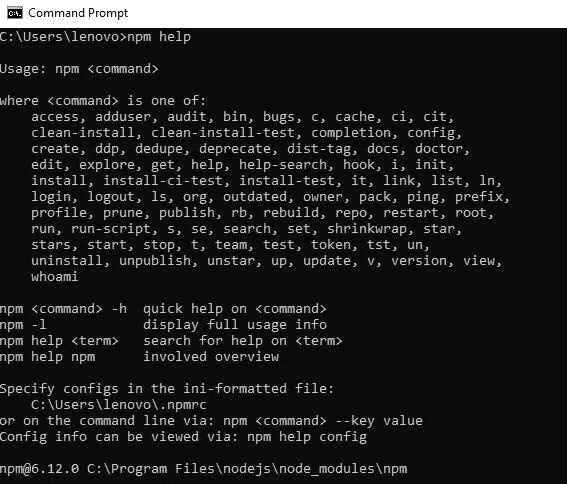 Command Prompt
C:\Users\lenovo>npm help
Usage: npm <command>
where <command> is one of:
access, adduser, audit, bin, bugs, c, cache, ci, cit,
clean-install, clean-install-test, completion, config,
create, ddp, dedupe, deprecate, dist-tag, docs, doctor,
edit, explore, get, help, help-search, hook, i, init,
install, install-ci-test, install-test, it, link, list, ln,
login, logout, ls, org, outdated, owner, pack, ping, prefix,
profile, prune, publish, rb, rebuild, repo, restart, root,
run, run-script, s, se, search, set, shrinkwrap, star,
stars, start, stop, t, team, test, token, tst, un,
uninstall, unpublish, unstar, up, update, v, version, view,
whoami
npm <command> -h  quick help on <command>
npm -l            display full usage info
npm help <term>   search for help on <term>
npm help npm      involved overview
Specify configs in the ini-formatted file:
C:\Users\lenovo\.npmrc
or on the command line via: npm <command> --key value
Config info can be viewed via: npm help config
npm@6.12.0 C:\Program Files\nodejs\node_modules\npm